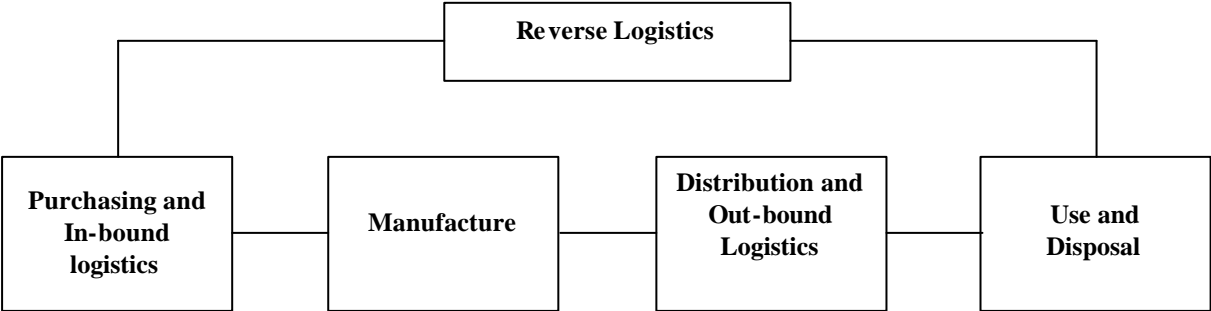 Reverse Logistics
Purchasing and
In-bound
logistics
Manufacture
Distribution and
Out-bound
Logistics
Use and
Disposal